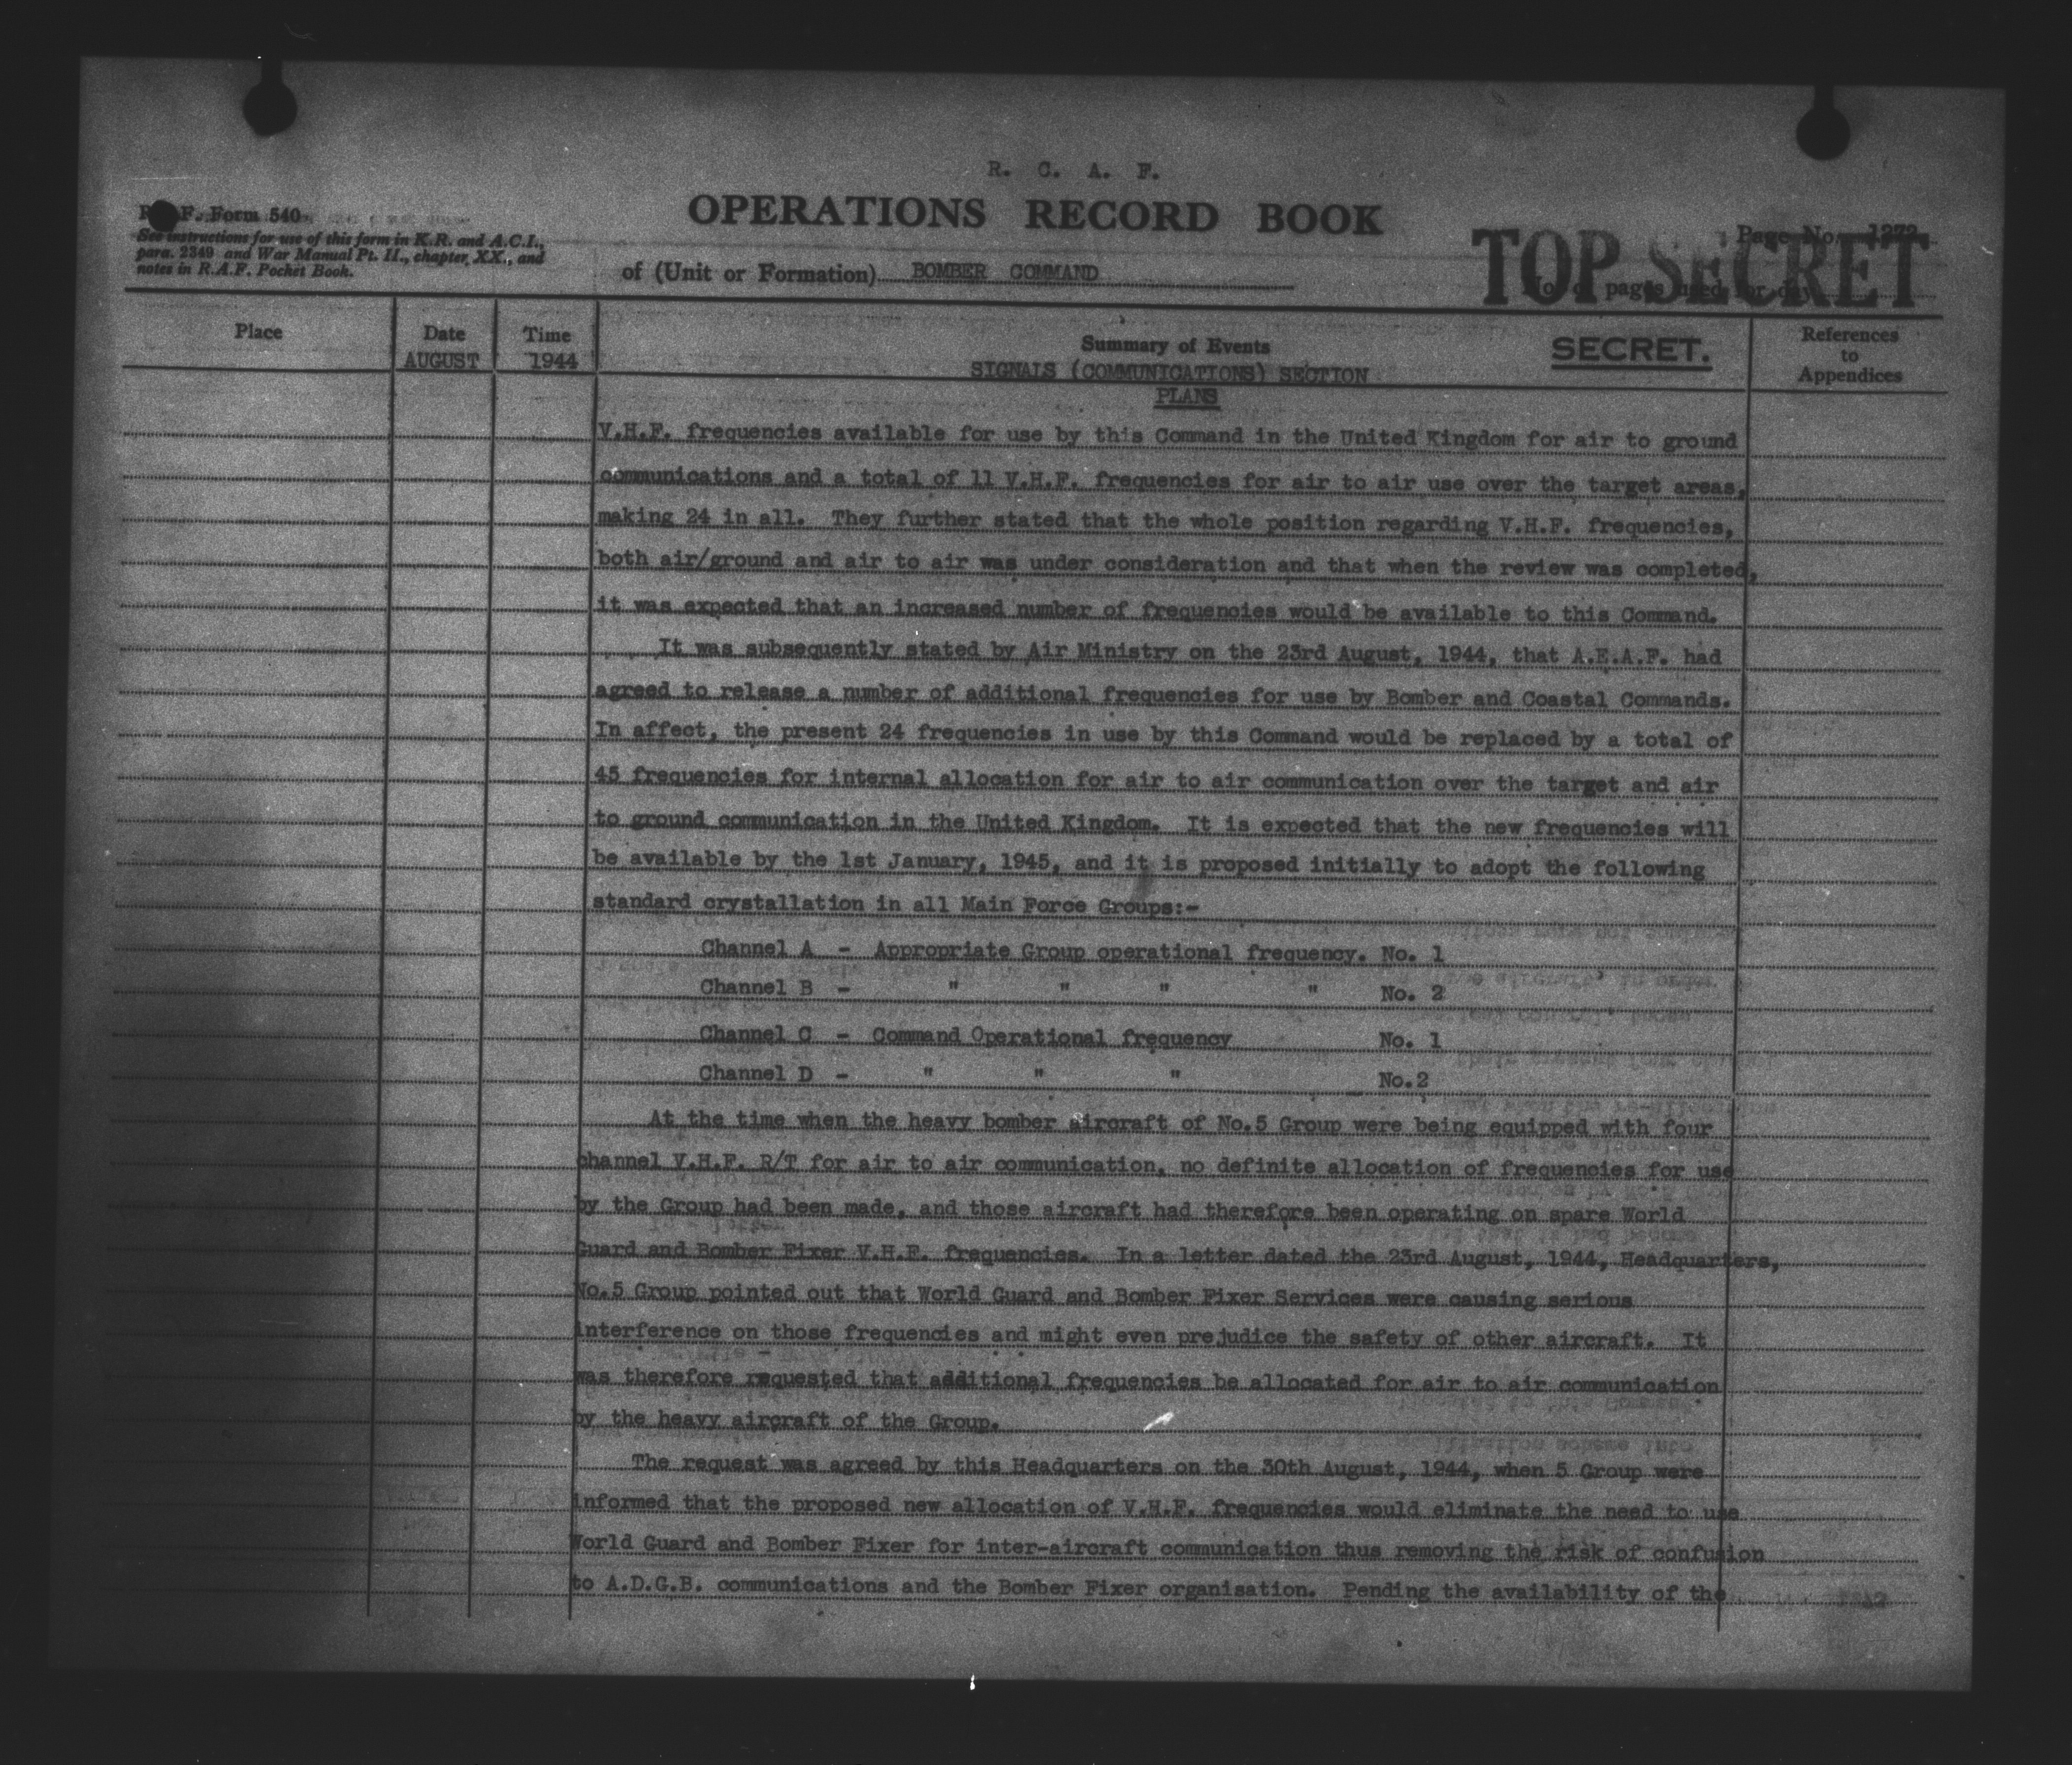 R. C. A. F.
OPERATIONS RECORD BOOK
F. Form 540
See instructions for use of this form in K.R. and A.C.I.,
para. 2349 and War Manual Pt. II., chapter XX., and
notes in R.A.F. Pocket Book.
of (Unit or Formation) BOMBER COMMAND
Page No.
TOP SECRET
No. of pages used for day
Place
Date
AUGUST
Time
1944
Summary of Events
SECRET.
References
to
Appendices
SIGNALS (COMMUNICATIONS) SECTION
PLANS
V.H.F. frequencies available for use by this Command in the United Kingdom for air to ground
communications and a total of 11 V.H.F. frequencies for air to air use over the target areas,
making 24 in all. They further stated that the whole position regarding V.H.F. frequencies,
both air/ground and air to air was under consideration and that when the review was completed,
it was expected that an increased number of frequencies would be available to this Command.
It was subsequently stated by Air Ministry on the 23rd August, 1944, that A.E.A.F. had
agreed to release a number of additional frequencies for use by Bomber and Coastal Commands.
In affect, the present 24 frequencies in use by this Command would be replaced by a total of
45 frequencies for internal allocation for air to air communication over the target and air
to ground communication in the United Kingdom. It is expected that the new frequencies will
be available by the 1st January, 1945, and it is proposed initially to adopt the following
standard crystallation in all Main Force Groups:-
Channel A - Appropriate Group operational frequency. No. 1
Channel B - " " " " No. 2
Channel C - Command Operational frequency No. 1
Channel D - " " " No.2
At the time when the heavy bomber aircraft of No.5 Group were being equipped with four
channel V.H.F. R/T for air to air communication, no definite allocation of frequencies for use
by the Group had been made, and those aircraft had therefore been operating on spare World
Guard and Bomber Fixer V.H.F. frequencies. In a letter dated the 23rd August, 1944, Headquarters,
No.5 Group pointed out that World Guard and Bomber Fixer Services were causing serious
interference on those frequencies and might even prejudice the safety of other aircraft. It
was therefore requested that additional frequencies be allocated for air to air communication
by the heavy aircraft of the Group.
The request was agreed by this Headquarters on the 30th August, 1944, when 5 Group were
informed that the proposed new allocation of V.H.F. frequencies would eliminate the need to use
World Guard and Bomber Fixer for inter-aircraft communication thus removing the risk of confusion
to A.D.G.B. communications and the Bomber Fixer organisation. Pending the availability of the